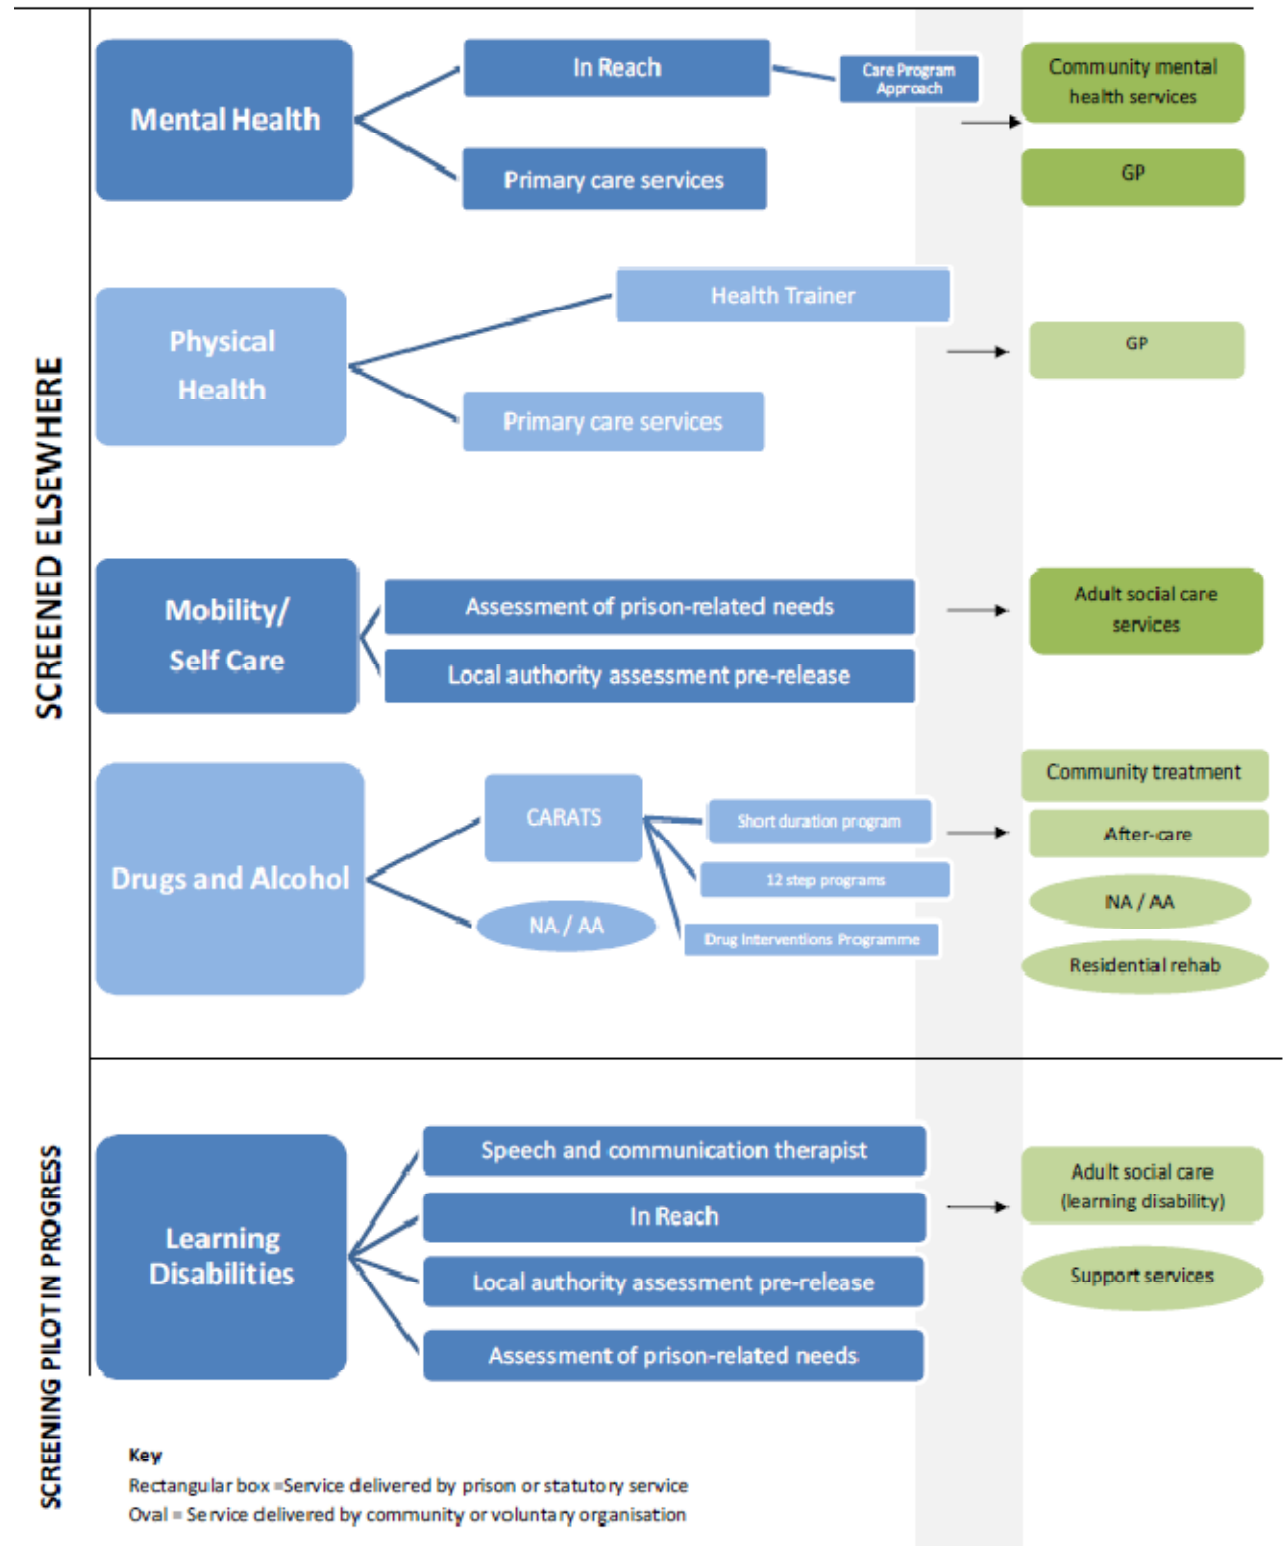 SCREENED ELSEWHERE
Mental Health
In Reach
Care Program
Approach
Primary care services
Community mental
health services
GP
Physical
Health
Health Trainer
Primary care services
GP
Mobility/
Self Care
Assessment of prison-related needs
Local authority assessment pre-release
Adult social care
services
Drugs and Alcohol
CARATS
NA / AA
Short duration program
12 step programs
Drug Interventions Programme
Community treatment
After-care
NA / AA
Residential rehab
SCREENING PILOT IN PROGRESS
Learning
Disabilities
Speech and communication therapist
In Reach
Local authority assessment pre-release
Assessment of prison-related needs
Adult social care
(learning disability)
Support services
Key
Rectangular box =Service delivered by prison or statutory service
Oval = Service delivered by community or voluntary organisation